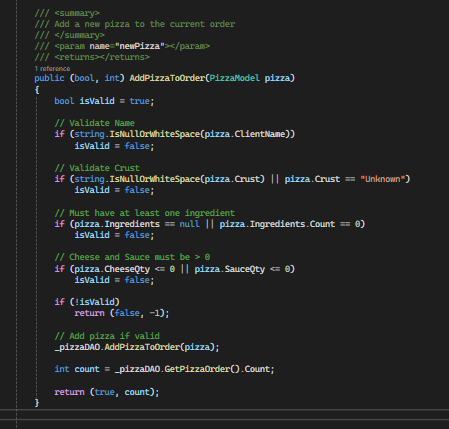 /// <summary>
/// Add a new pizza to the current order
/// </summary>
/// <param name="newPizza"></param>
/// <returns></returns>
1 reference
public (bool, int) AddPizzaToOrder(PizzaModel pizza)
{
bool isValid = true;
// Validate Name
if (string.IsNullOrWhiteSpace(pizza.ClientName))
isValid = false;
// Validate Crust
if (string.IsNullOrWhiteSpace(pizza.Crust) || pizza.Crust == "Unknown")
isValid = false;
// Must have at least one ingredient
if (pizza.Ingredients == null || pizza.Ingredients.Count == 0)
isValid = false;
// Cheese and Sauce must be > 0
if (pizza.CheeseQty <= 0 || pizza.SauceQty <= 0)
isValid = false;
if (!isValid)
return (false, -1);
// Add pizza if valid
_pizzaDAO.AddPizzaToOrder(pizza);
int count = _pizzaDAO.GetPizzaOrder().Count;
return (true, count);
}